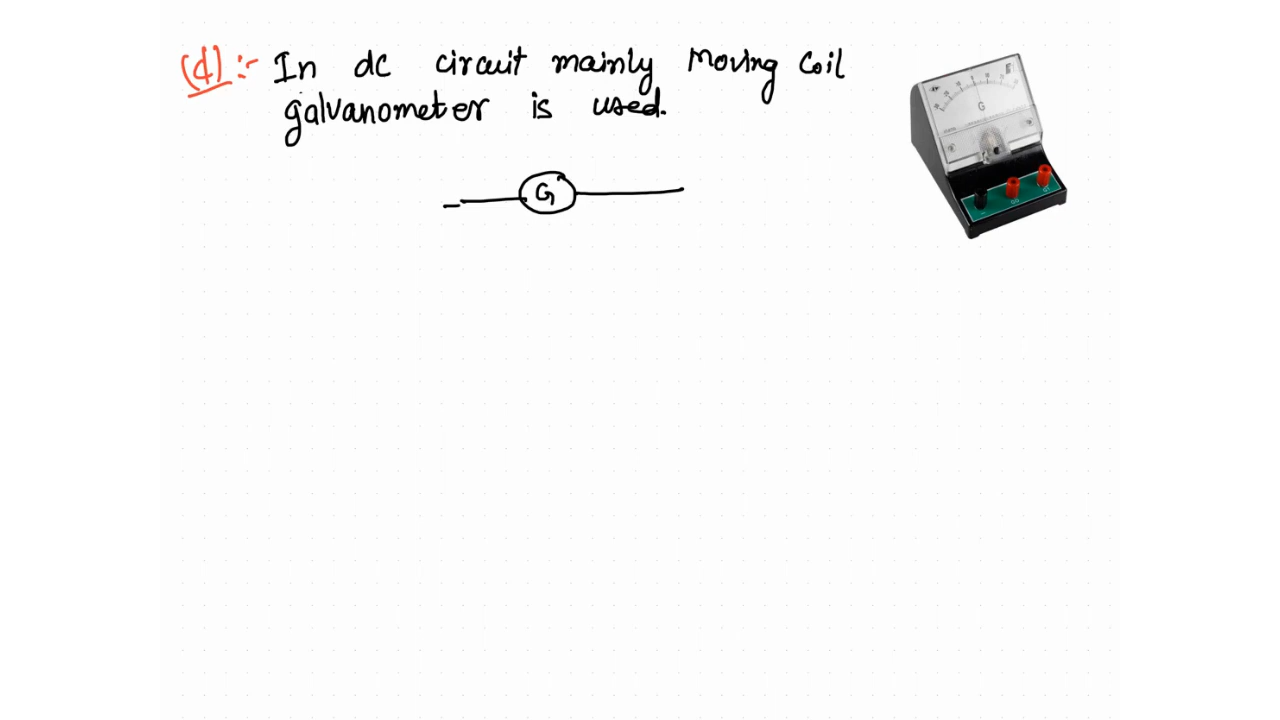 (d):- In dc circuit mainly Moving Coil
galvanometer is used.
G
G